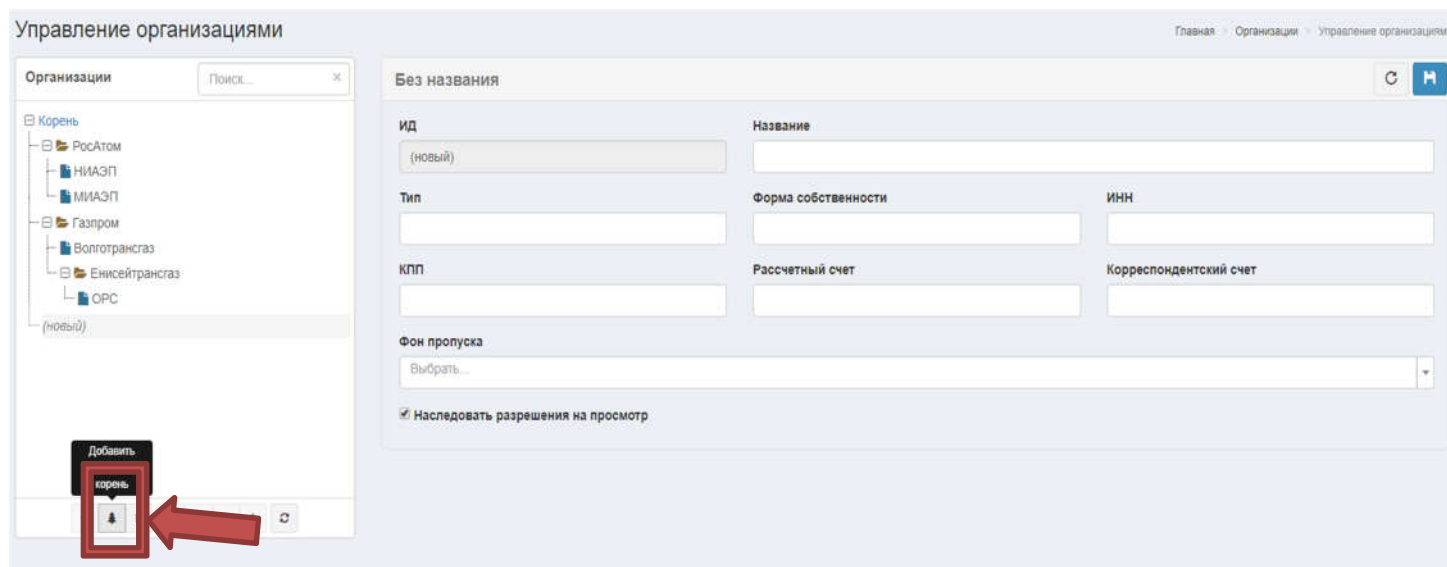 Управление организациями
Главная > Организации > Управление организациям
Организации
Поиск...
×
Без названия
Корень
РосАтом
НИАЭП
МИАЭП
Газпром
Волготрансгаз
Енисейтрансгаз
ОРС
(новый)
ИД
Название
(новый)
Тип
Форма собственности
ИНН
КПП
Рассчетный счет
Корреспондентский счет
Фон пропуска
Выбрать...
Наследовать разрешения на просмотр
Добавить
корень